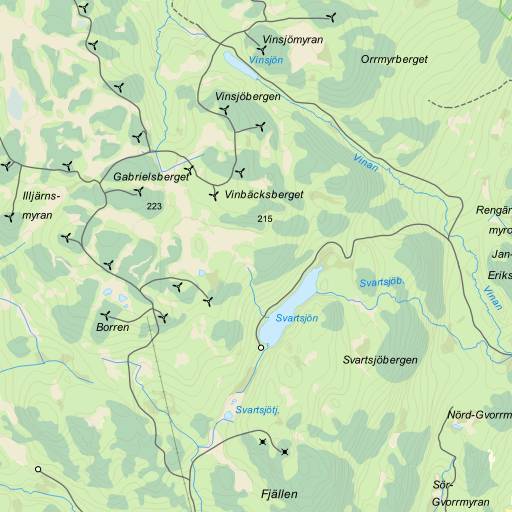 Vinsjömyran
Vinsjön
Orrmyrberget
Vinsjöbergen
Vinan
Gabrielsberget
Illjärns-
myran
Vinbäcksberget
223
215
Rengår
myro
Jan-
Eriks
Svartsjöb.
Vinan
Svartsjön
Borren
Svartsjöbergen
Svartsjötj.
Nörd-Gvorrm
Sör-
Gvorrmyran
Fjällen